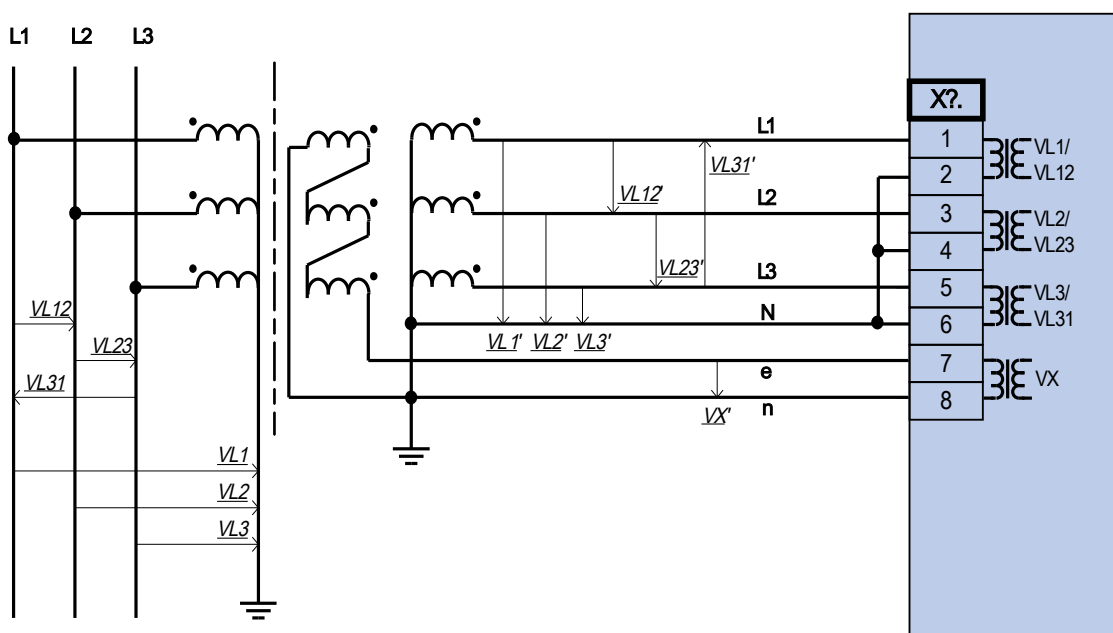 L1 L2 L3
X?.
L1
1
VL1/
VL31'
2
VL12
VL12'
L2
3
VL2/
4
VL23
VL23'
L3
5
VL3/
VL12
N
6
VL31
VL1' VL2' VL3'
VL23
e
7
VX
VL31
n
8
VX'
VL1
VL2
VL3